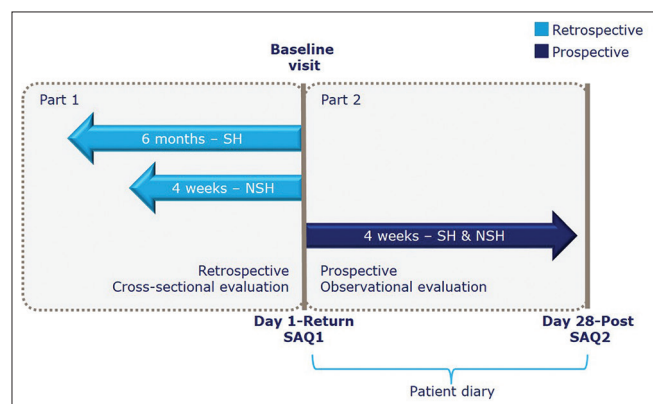 Retrospective
Prospective
Baseline
visit
Part 1
Part 2
6 months – SH
4 weeks – NSH
4 weeks – SH & NSH
Retrospective
Cross-sectional evaluation
Prospective
Observational evaluation
Day 1-Return
SAQ1
Day 28-Post
SAQ2
Patient diary